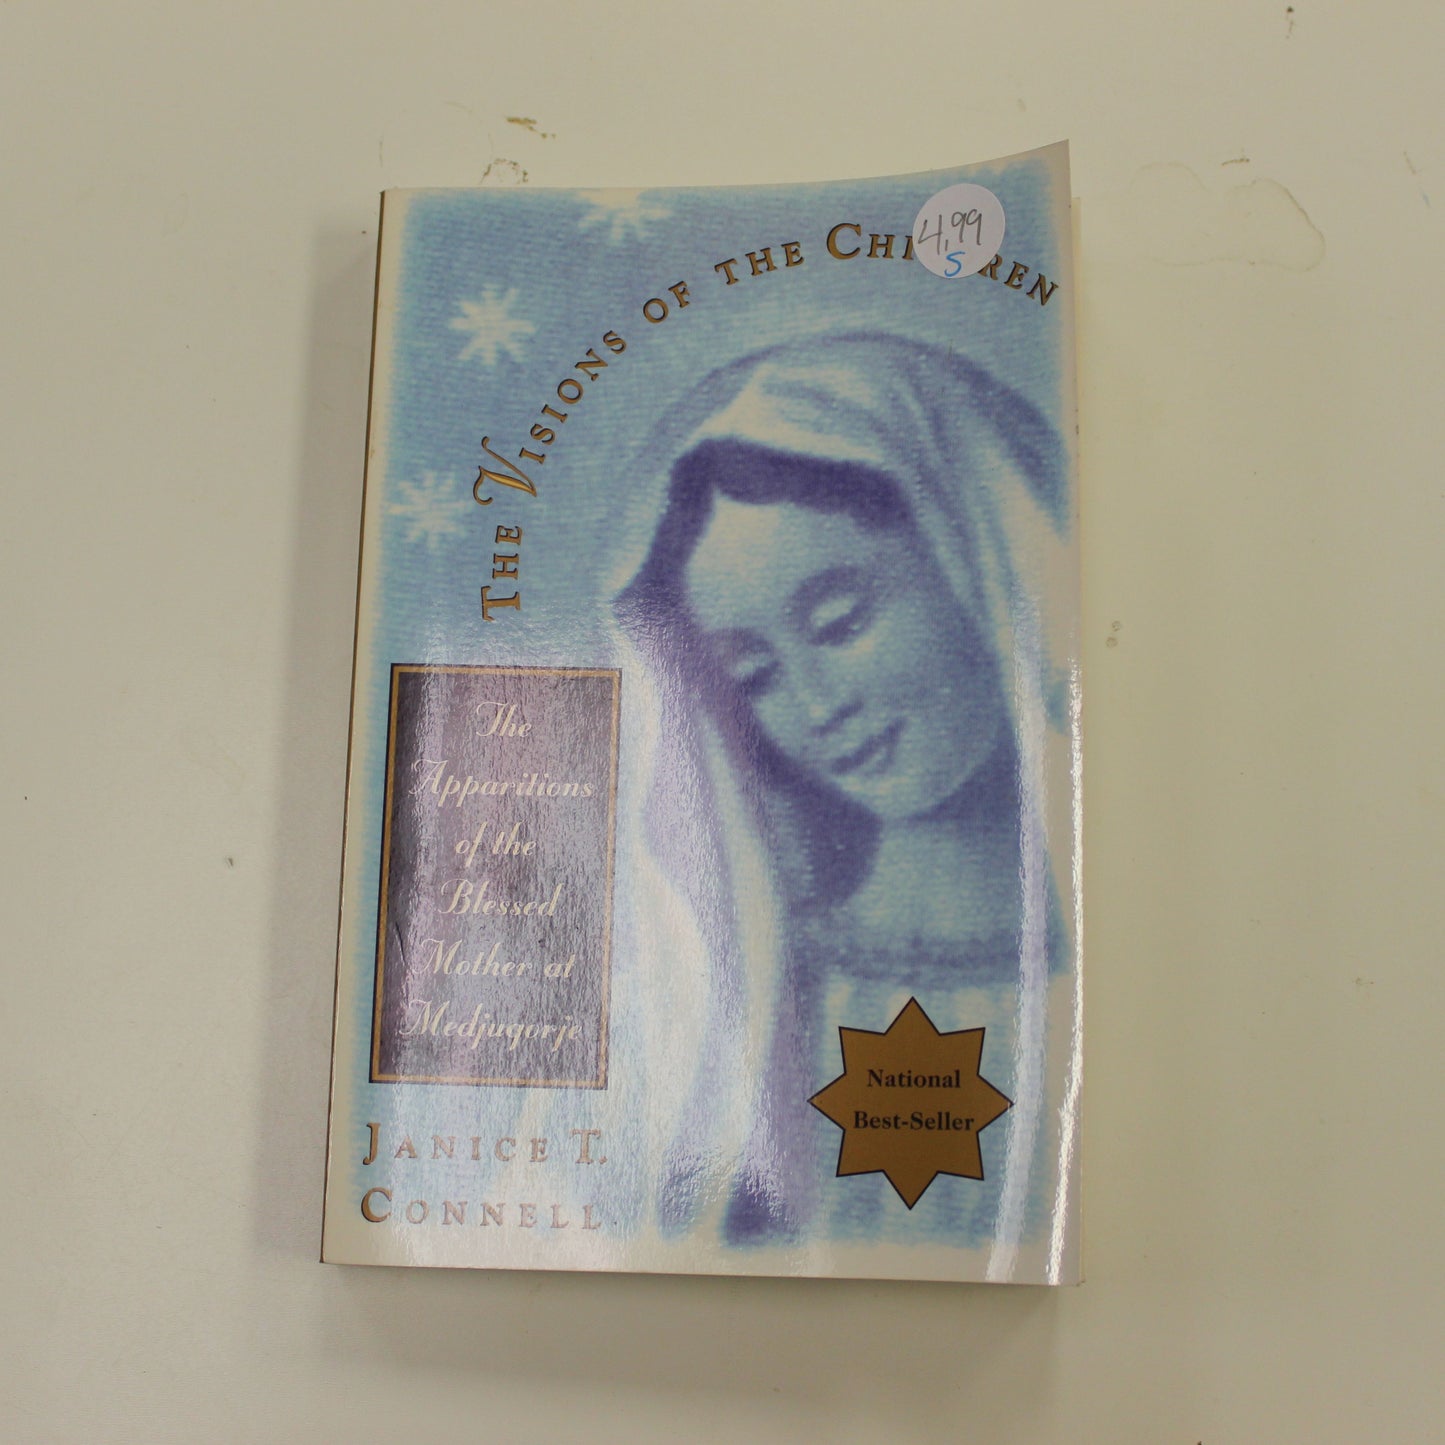 THE VISIONS OF THE CHILDREN
4.99
S
The
Apparitions
of the
Blessed
Mother at
Medjugorje
JANICE T.
CONNELL
National
Best-Seller